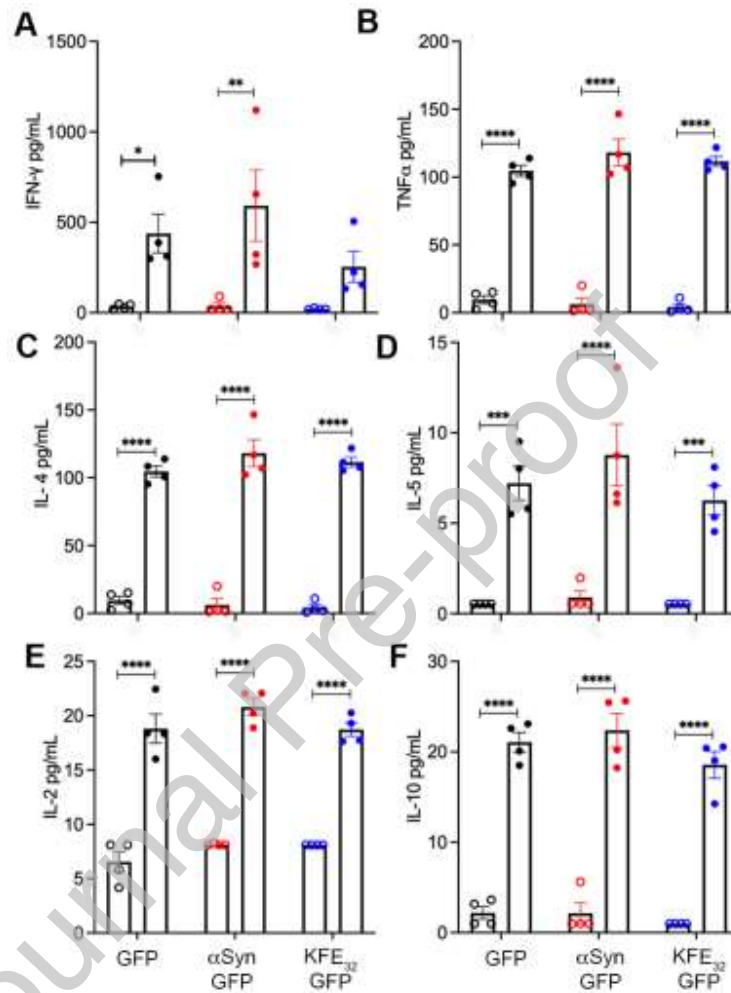 A
IFN-γ pg/mL
1500
1000
500
0
*
**
B
TNFα pg/mL
200
150
100
50
0
****
****
****
C
IL- 4 pg/mL
200
150
100
50
0
****
****
****
D
IL-5 pg/mL
15
10
5
0
***
****
***
E
IL-2 pg/mL
25
20
15
10
5
0
****
****
****
F
IL-10 pg/mL
30
20
10
0
****
****
****
GFP
αSyn
GFP
KFE32
GFP
GFP
αSyn
GFP
KFE32
GFP
ournal Pre-proof